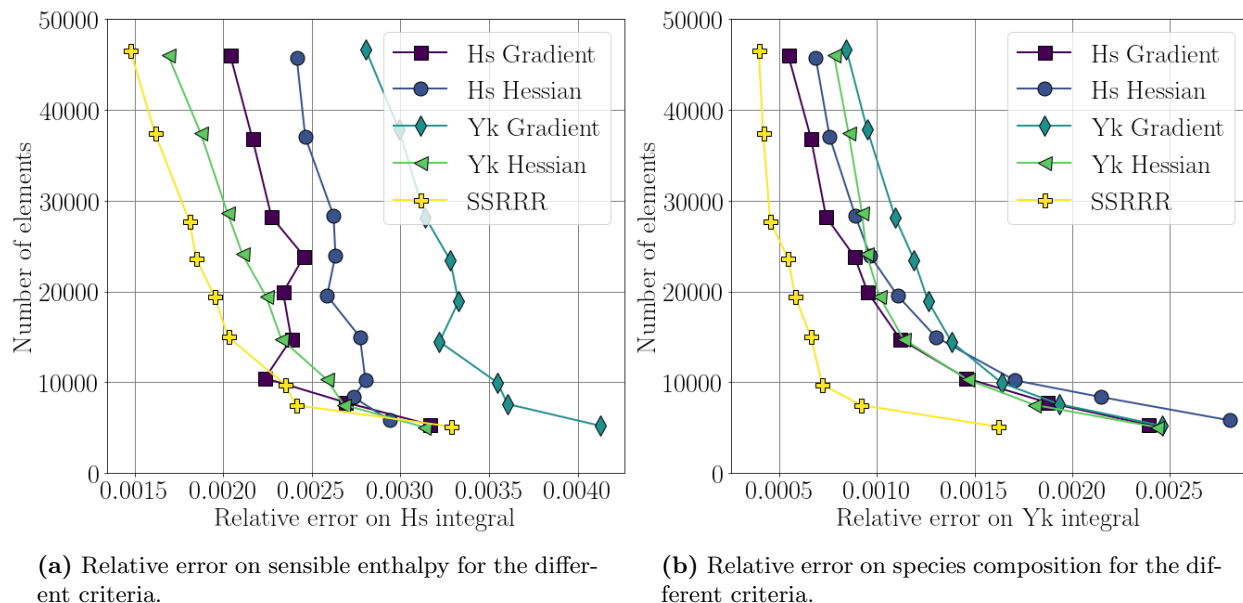 50000
40000
30000
20000
10000
0
Number of elements
0.0015 0.0020 0.0025 0.0030 0.0035 0.0040
Relative error on Hs integral
Hs Gradient
Hs Hessian
Yk Gradient
Yk Hessian
SSRRR
(a) Relative error on sensible enthalpy for the differ-
ent criteria.
50000
40000
30000
20000
10000
0
Number of elements
0.0005 0.0010 0.0015 0.0020 0.0025
Relative error on Yk integral
Hs Gradient
Hs Hessian
Yk Gradient
Yk Hessian
SSRRR
(b) Relative error on species composition for the dif-
ferent criteria.